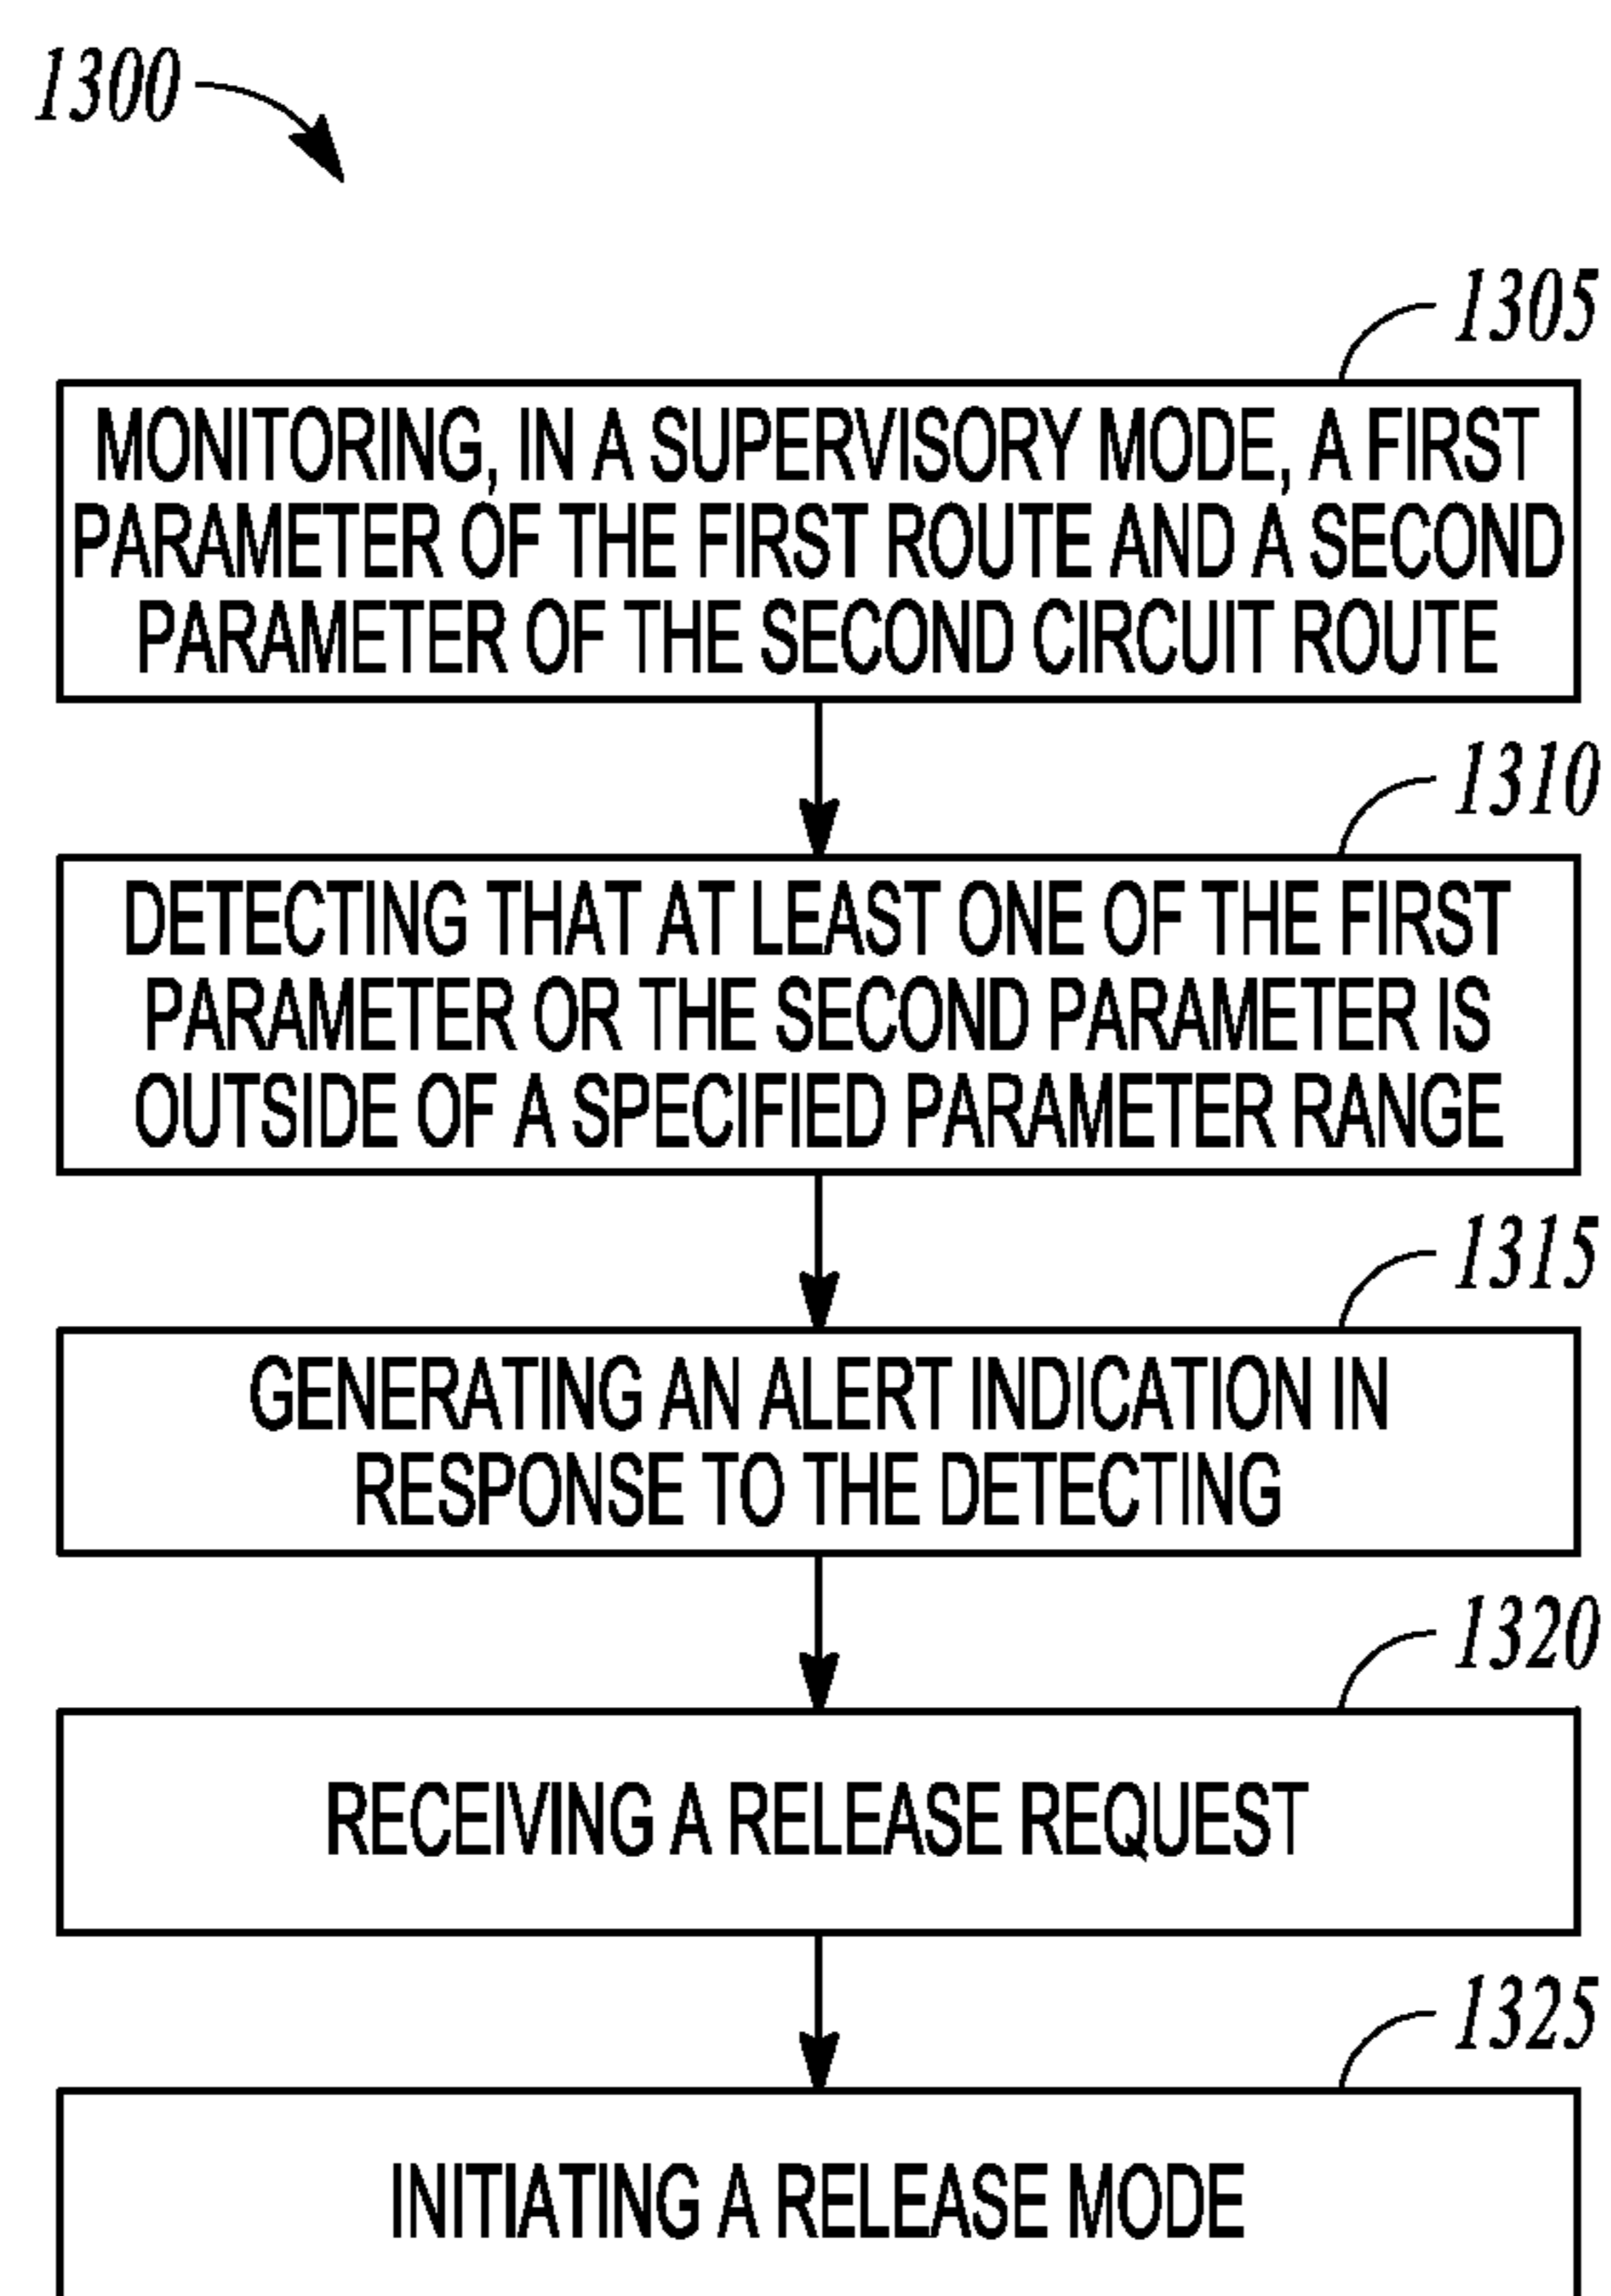 1300
1305
MONITORING, IN A SUPERVISORY MODE, A FIRST
PARAMETER OF THE FIRST ROUTE AND A SECOND
PARAMETER OF THE SECOND CIRCUIT ROUTE
1310
DETECTING THAT AT LEAST ONE OF THE FIRST
PARAMETER OR THE SECOND PARAMETER IS
OUTSIDE OF A SPECIFIED PARAMETER RANGE
1315
GENERATING AN ALERT INDICATION IN
RESPONSE TO THE DETECTING
1320
RECEIVING A RELEASE REQUEST
1325
INITIATING A RELEASE MODE